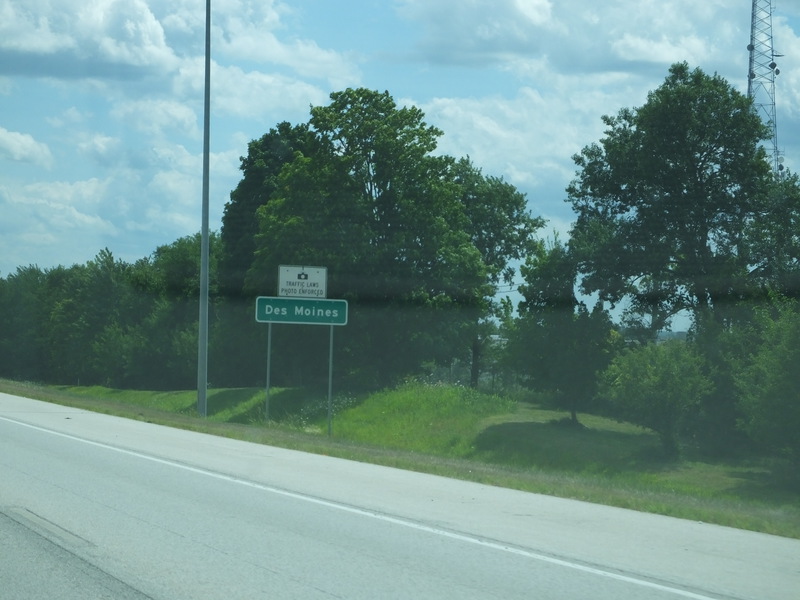 TRAFFIC LAWS
PHOTO ENFORCED
Des Moines